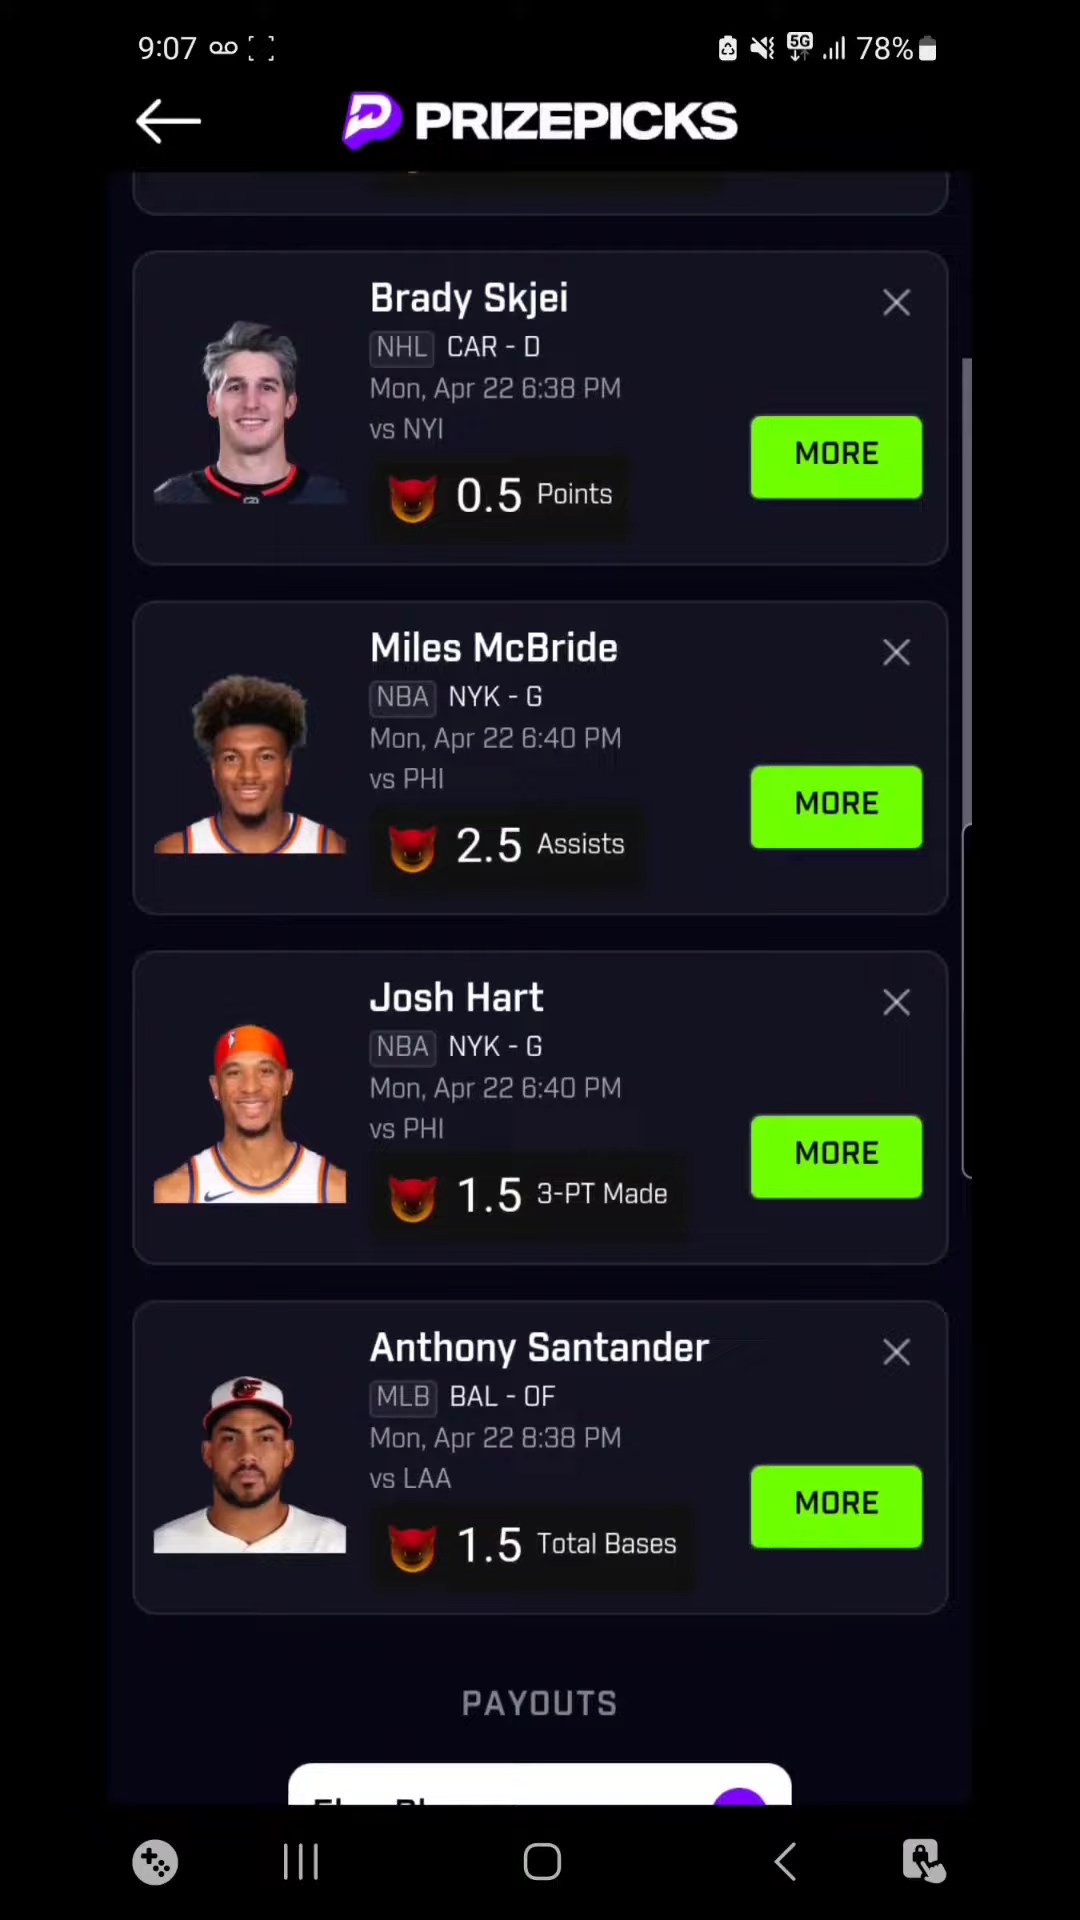 9:07 78%
5G
PRIZEPICKS
Brady Skjei
NHL CAR - D
Mon, Apr 22 6:38 PM
vs NYI
MORE
0.5 Points
Miles McBride
NBA NYK - G
Mon, Apr 22 6:40 PM
vs PHI
MORE
2.5 Assists
Josh Hart
NBA NYK - G
Mon, Apr 22 6:40 PM
vs PHI
MORE
1.5 3-PT Made
Anthony Santander
MLB BAL - OF
Mon, Apr 22 8:38 PM
vs LAA
MORE
1.5 Total Bases
PAYOUTS